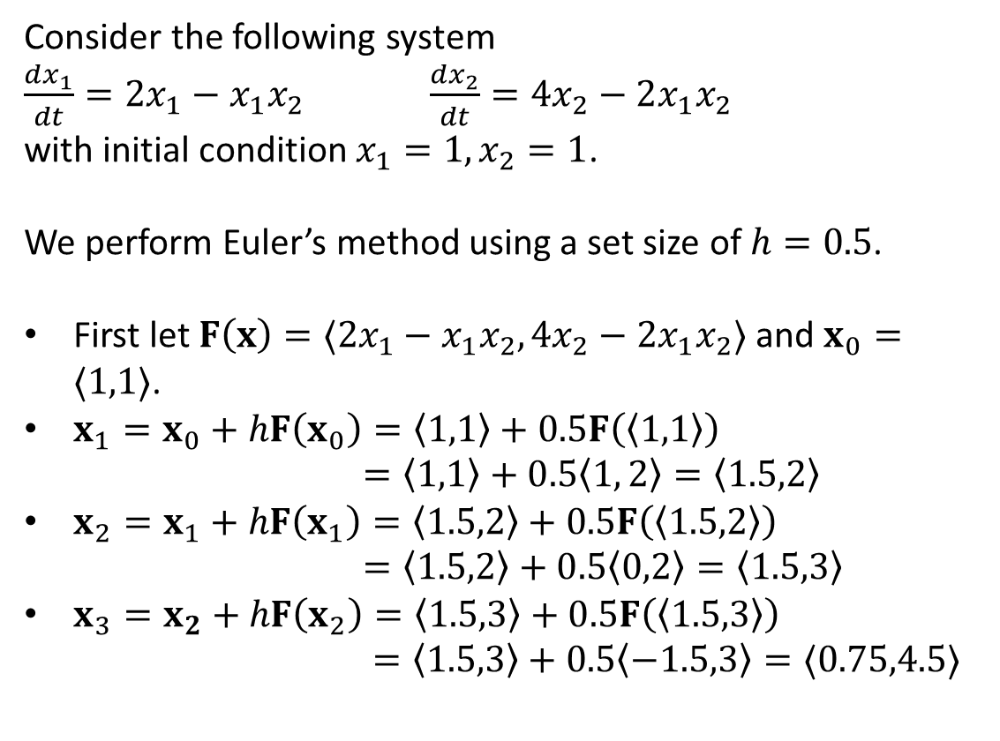 Consider the following system
$\frac{dx_1}{dt} = 2x_1 - x_1x_2$ $\frac{dx_2}{dt} = 4x_2 - 2x_1x_2$
with initial condition $x_1 = 1, x_2 = 1$.
We perform Euler’s method using a set size of $h = 0.5$.
• First let $\mathbf{F}(\mathbf{x}) = \langle 2x_1 - x_1x_2, 4x_2 - 2x_1x_2 \rangle$ and $\mathbf{x}_0 =$
$\langle 1,1 \rangle$.
• $\mathbf{x}_1 = \mathbf{x}_0 + h\mathbf{F}(\mathbf{x}_0) = \langle 1,1 \rangle + 0.5\mathbf{F}(\langle 1,1 \rangle)$
$= \langle 1,1 \rangle + 0.5\langle 1, 2 \rangle = \langle 1.5,2 \rangle$
• $\mathbf{x}_2 = \mathbf{x}_1 + h\mathbf{F}(\mathbf{x}_1) = \langle 1.5,2 \rangle + 0.5\mathbf{F}(\langle 1.5,2 \rangle)$
$= \langle 1.5,2 \rangle + 0.5\langle 0,2 \rangle = \langle 1.5,3 \rangle$
• $\mathbf{x}_3 = \mathbf{x_2} + h\mathbf{F}(\mathbf{x}_2) = \langle 1.5,3 \rangle + 0.5\mathbf{F}(\langle 1.5,3 \rangle)$
$= \langle 1.5,3 \rangle + 0.5\langle -1.5,3 \rangle = \langle 0.75,4.5 \rangle$